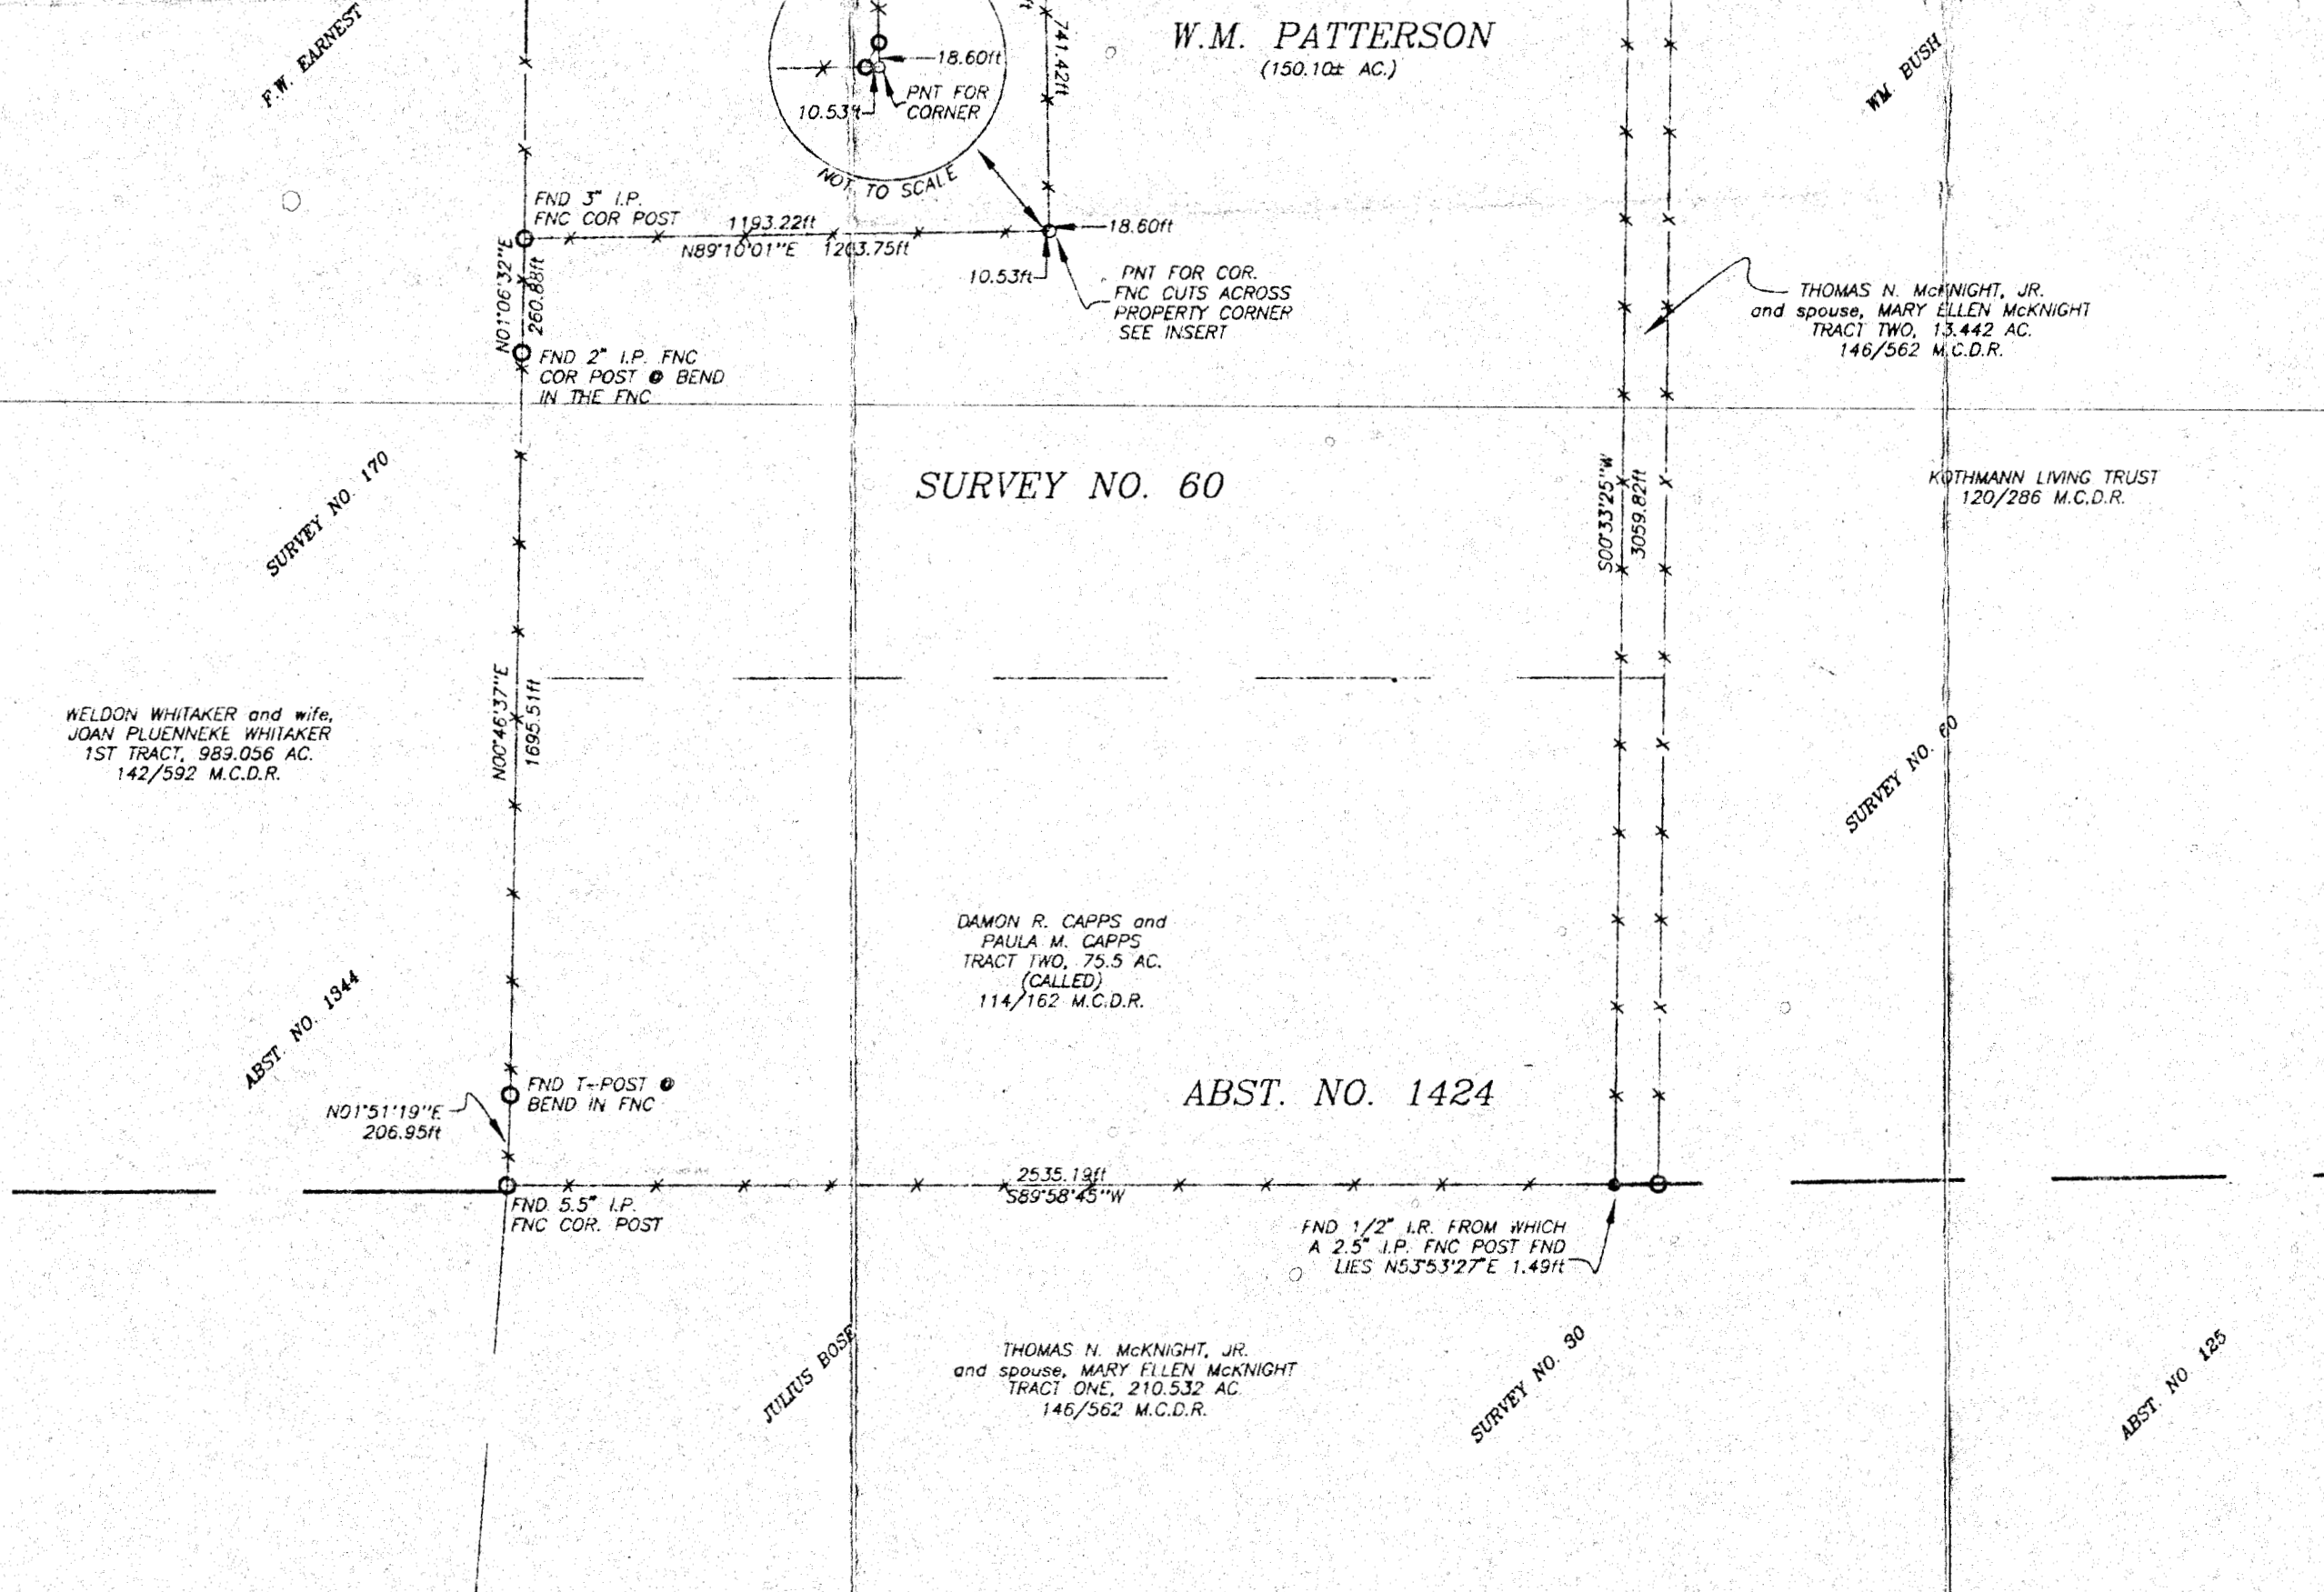 F.W. EARNEST
W.M. PATTERSON
(150.10± AC.)
WM. BUSH
741.42ft
18.60ft
PNT FOR
CORNER
10.53ft
NOT TO SCALE
FND 3" I.P.
FNC COR POST
1193.22ft
N89°10'01"E 1203.75ft
18.60ft
10.53ft
PNT FOR COR.
FNC CUTS ACROSS
PROPERTY CORNER
SEE INSERT
N01°06'32"E
260.88ft
FND 2" I.P. FNC
COR POST @ BEND
IN THE FNC
THOMAS N. McKNIGHT, JR.
and spouse, MARY ELLEN McKNIGHT
TRACT TWO, 13.442 AC.
146/562 M.C.D.R.
SURVEY NO. 170
SURVEY NO. 60
S00°33'25"W
3059.82ft
KOTHMANN LIVING TRUST
120/286 M.C.D.R.
WELDON WHITAKER and wife,
JOAN PLUENNEKE WHITAKER
1ST TRACT, 989.056 AC.
142/592 M.C.D.R.
N00°46'37"E
1695.51ft
SURVEY NO. 60
DAMON R. CAPPS and
PAULA M. CAPPS
TRACT TWO, 75.5 AC.
(CALLED)
114/162 M.C.D.R.
ABST. NO. 1344
FND T-POST @
BEND IN FNC
N01°51'19"E
206.95ft
ABST. NO. 1424
2535.19ft
S89°58'45"W
FND 5.5" I.P.
FNC COR. POST
FND 1/2" I.R. FROM WHICH
A 2.5" I.P. FNC POST FND
LIES N53°53'27"E 1.49ft
JULIUS BOSE
THOMAS N. McKNIGHT, JR.
and spouse, MARY ELLEN McKNIGHT
TRACT ONE, 210.532 AC.
146/562 M.C.D.R.
SURVEY NO. 30
ABST. NO. 125